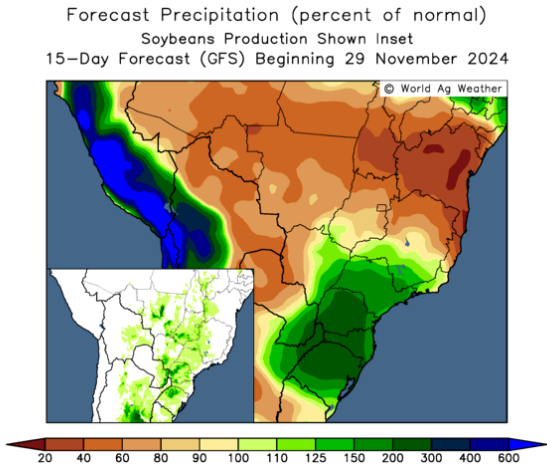 Forecast Precipitation (percent of normal)
Soybeans Production Shown Inset
15-Day Forecast (GFS) Beginning 29 November 2024
© World Ag Weather
20 40 60 80 90 100 110 125 150 200 300 400 600